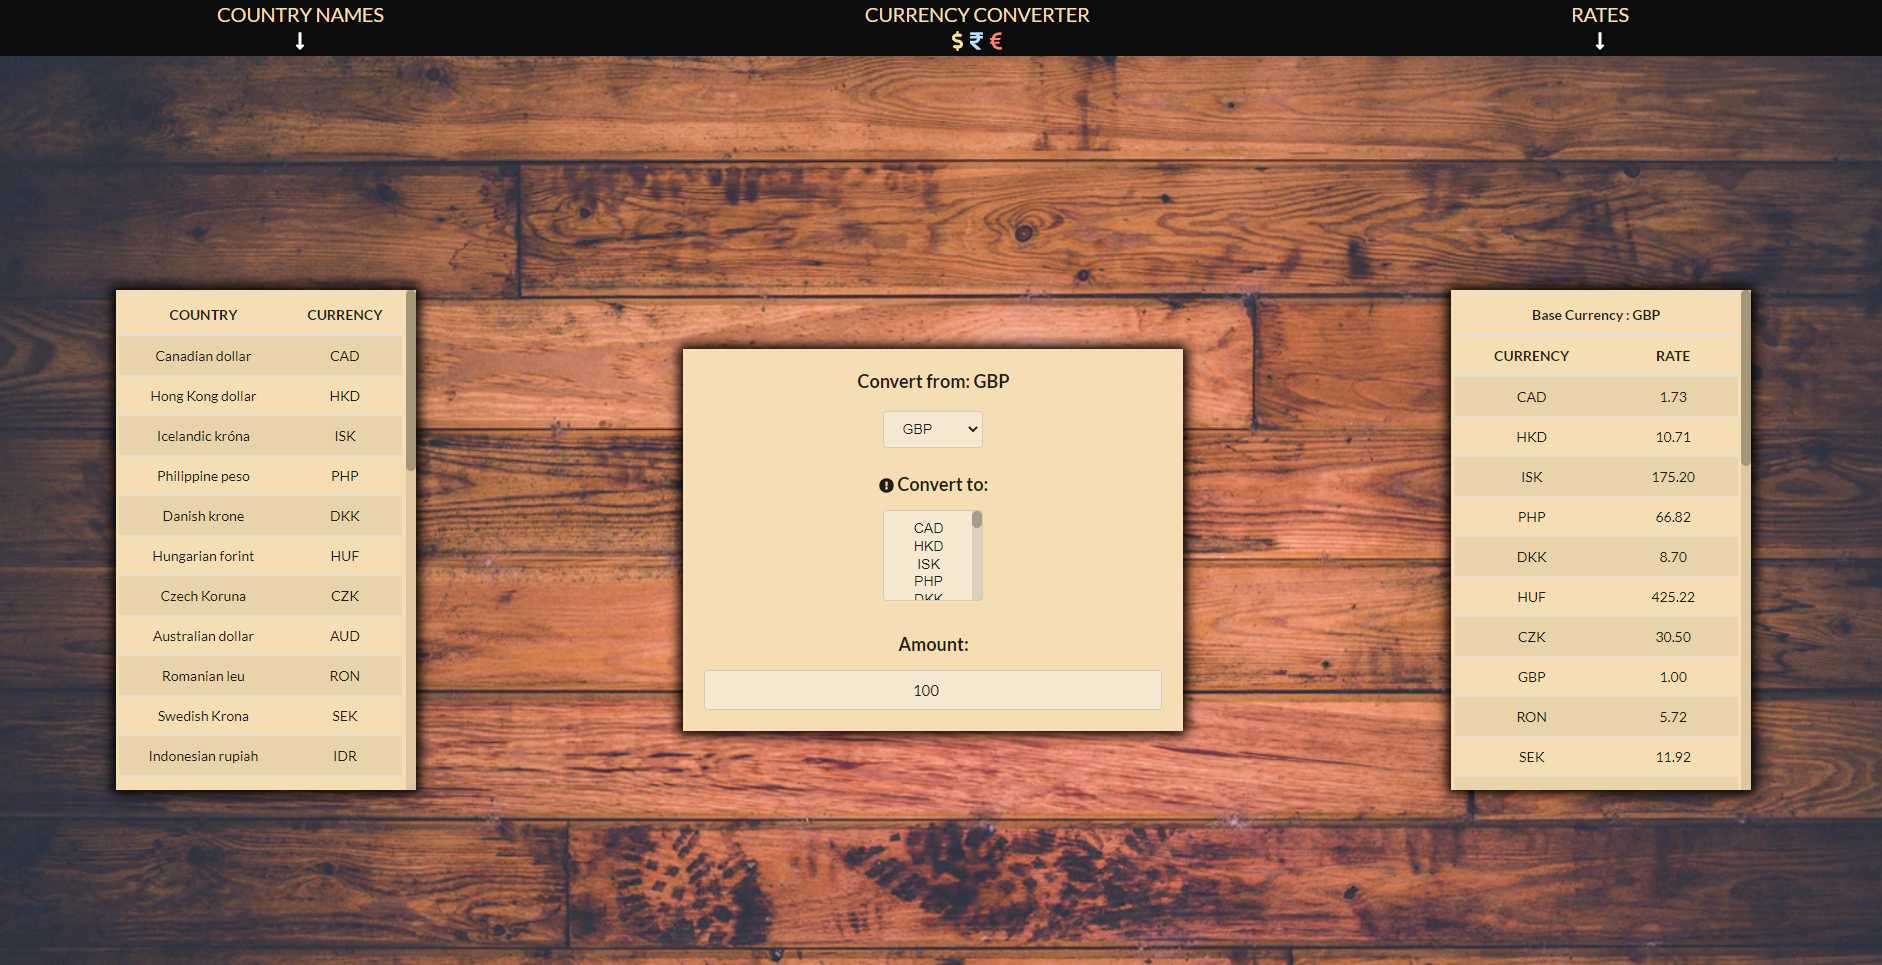 COUNTRY NAMES
CURRENCY CONVERTER
$ ₹ €
RATES
COUNTRY CURRENCY
Canadian dollar CAD
Hong Kong dollar HKD
Icelandic króna ISK
Philippine peso PHP
Danish krone DKK
Hungarian forint HUF
Czech Koruna CZK
Australian dollar AUD
Romanian leu RON
Swedish Krona SEK
Indonesian rupiah IDR
Convert from: GBP
GBP
Convert to:
CAD
HKD
ISK
PHP
DKK
Amount:
100
Base Currency : GBP
CURRENCY RATE
CAD 1.73
HKD 10.71
ISK 175.20
PHP 66.82
DKK 8.70
HUF 425.22
CZK 30.50
GBP 1.00
RON 5.72
SEK 11.92